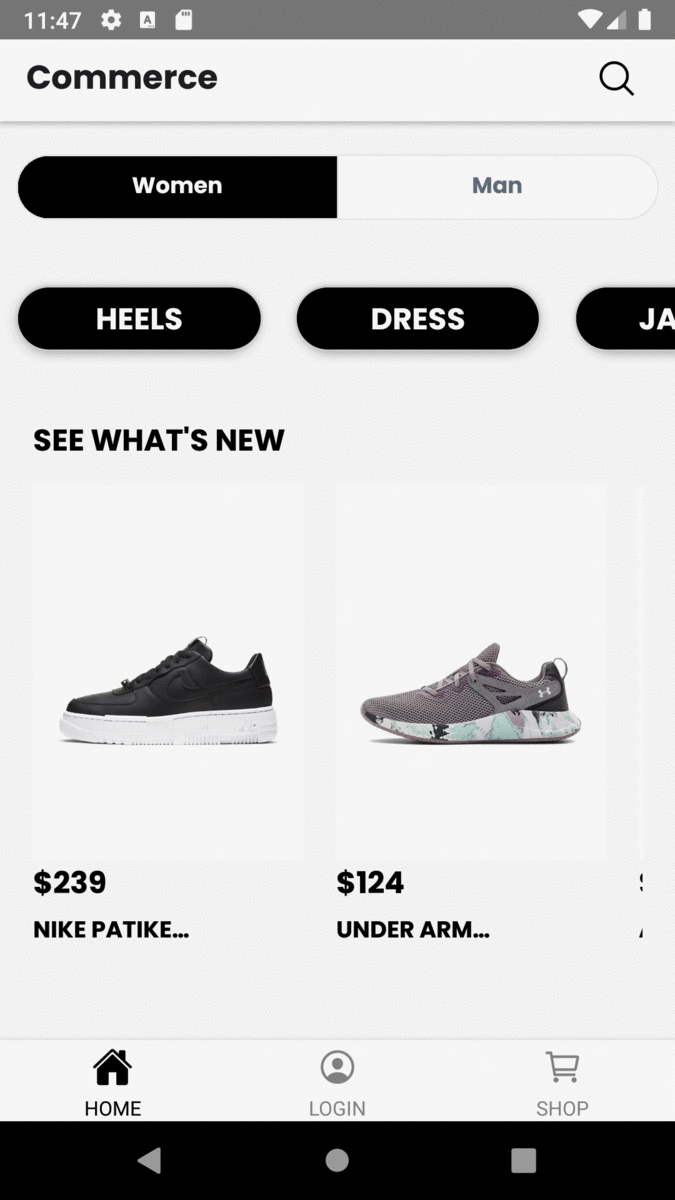 11:47
Commerce
Women Man
HEELS DRESS JA
SEE WHAT'S NEW
$239 $124
NIKE PATIKE... UNDER ARM...
HOME LOGIN SHOP